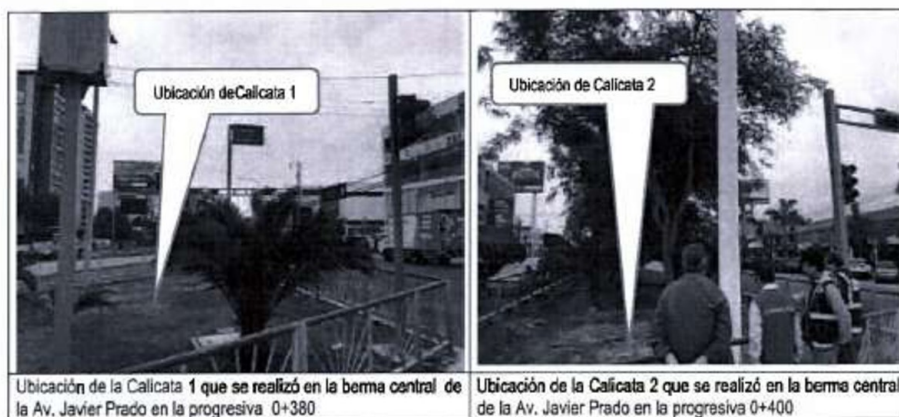 Ubicación deCalicata 1
Ubicación de Calicata 2
Ubicación de la Calicata 1 que se realizó en la berma central de
la Av. Javier Prado en la progresiva 0+380
Ubicación de la Calicata 2 que se realizó en la berma central
de la Av. Javier Prado en la progresiva 0+400